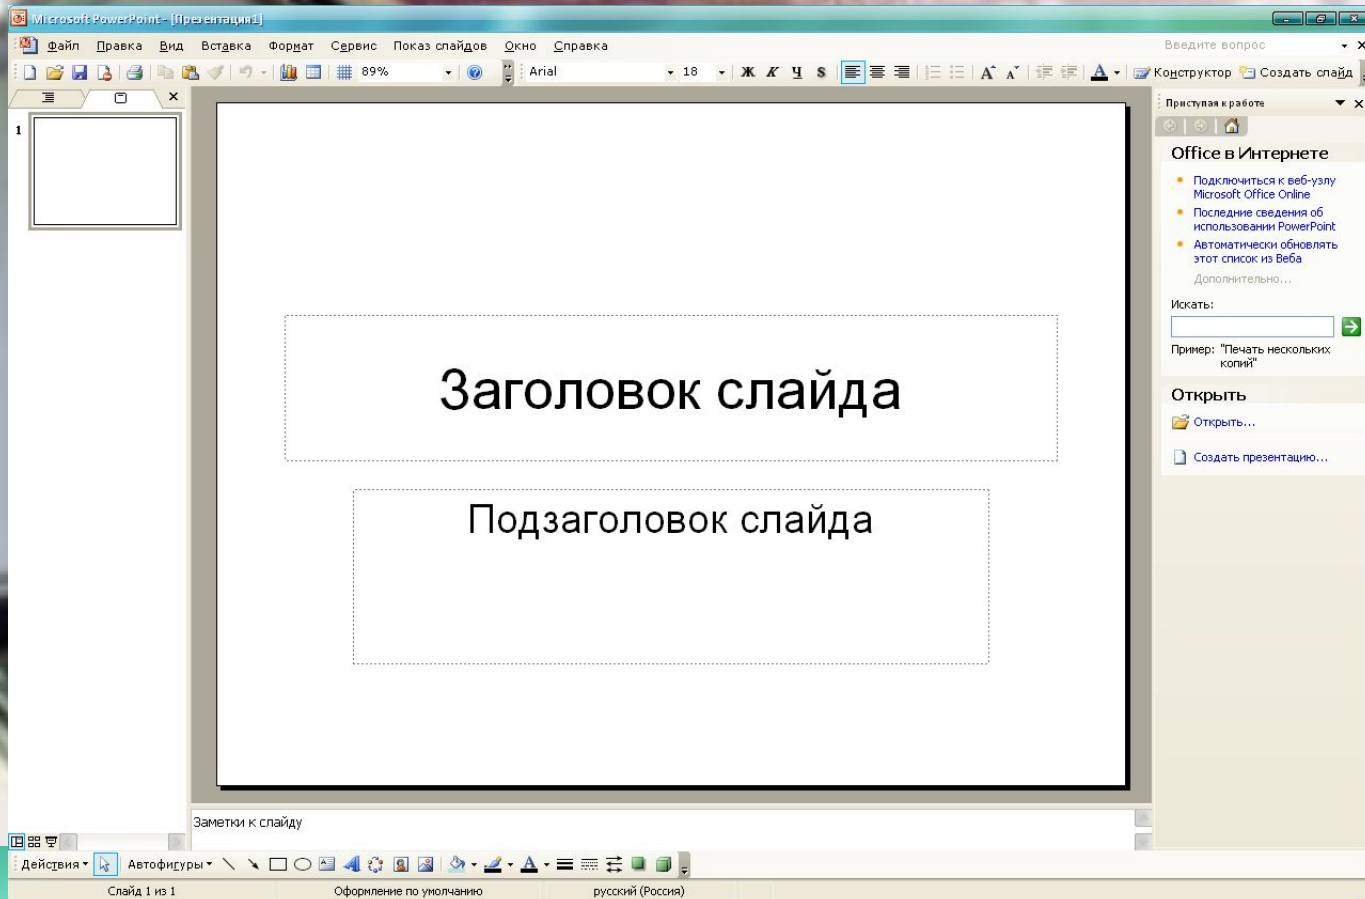 Microsoft PowerPoint - [Презентация1]
Файл Правка Вид Вставка Формат Сервис Показ слайдов Окно Справка Введите вопрос
89% Arial 18 Ж К Ч S А А А Конструктор Создать слайд
Приступая к работе
1
Office в Интернете
Подключиться к веб-узлу
Microsoft Office Online
Последние сведения об
использовании PowerPoint
Автоматически обновлять
этот список из Веба
Дополнительно...
Искать:
Пример: "Печать нескольких
копий"
Открыть
Открыть...
Создать презентацию...
Заголовок слайда
Подзаголовок слайда
Заметки к слайду
Действия Автофигуры А
Слайд 1 из 1 Оформление по умолчанию русский (Россия)